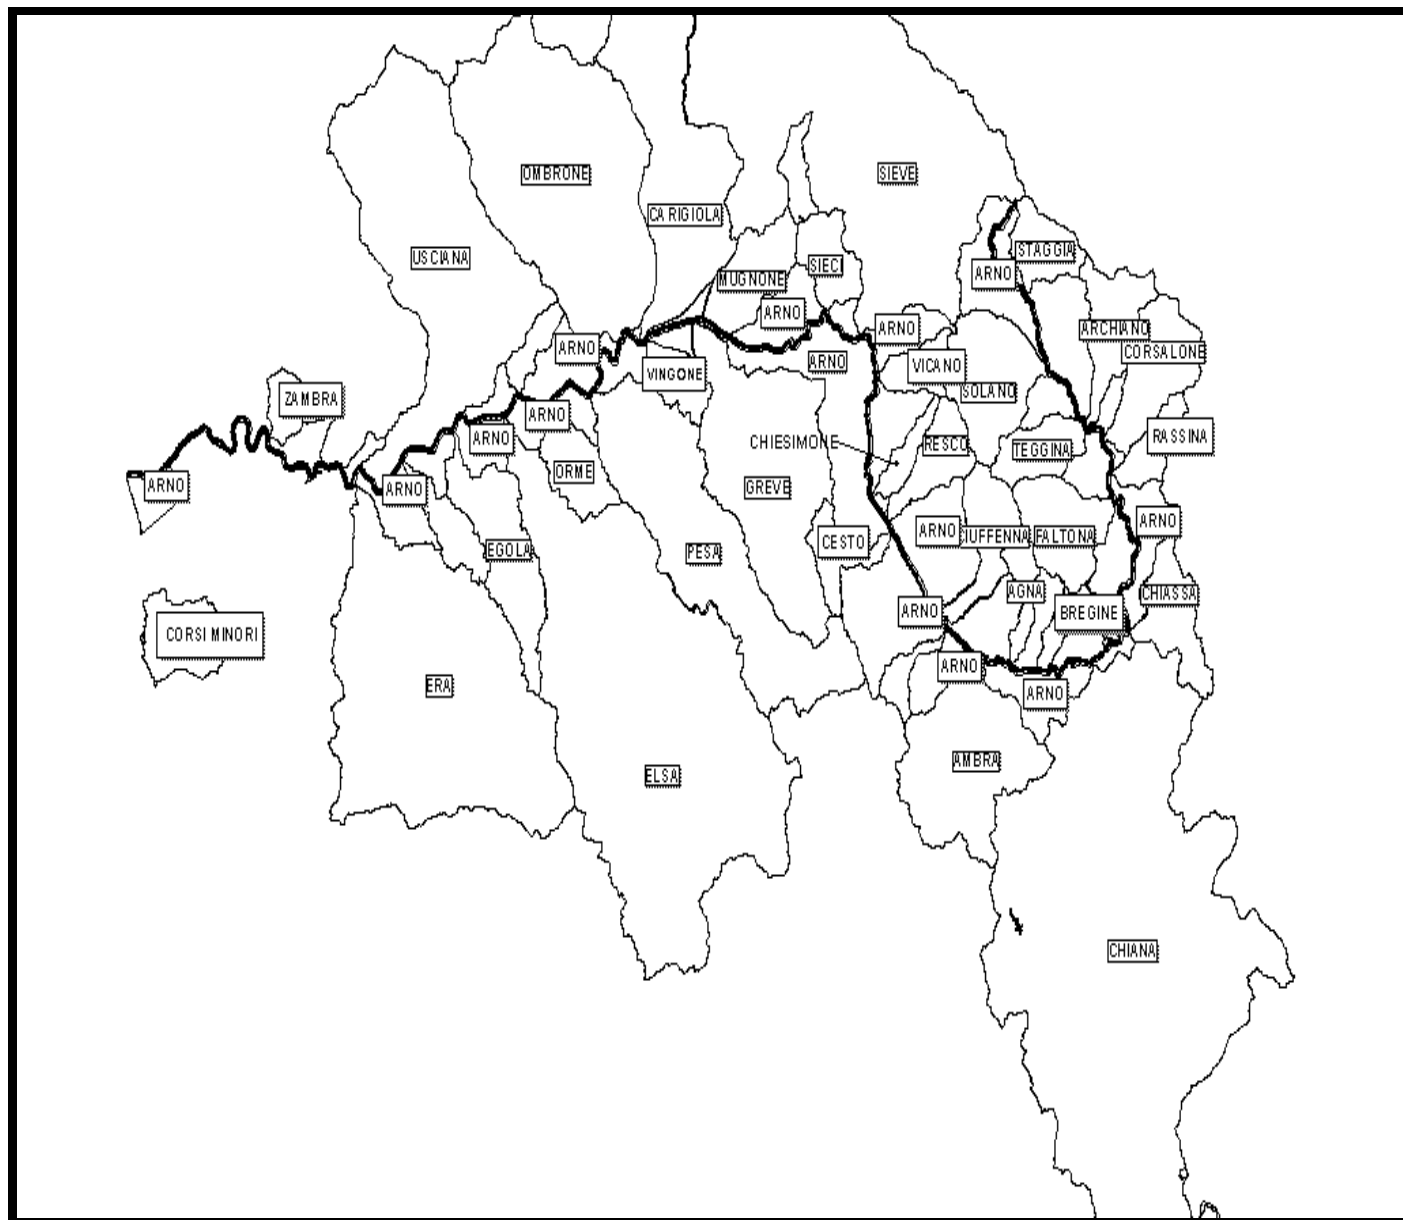 OMBRONE
SIEVE
CARIGIOLA
USCIANA
STAGGIA
SIECI
ARNO
MUGNONE
ARNO
ARNO
ARCHIANO
ARNO
CORSALONE
ARNO
VICANO
VINGONE
SOLANO
ZAMBRA
ARNO
RASSINA
ARNO
CHIESIMONE
RESCO
TEGGINA
ORME
ARNO
ARNO
GREVE
ARNO
ARNO
IUFFENNA
FALTONA
CESTO
EGOLA
PESA
AGNA
CHIASSA
ARNO
BREGINE
CORSI MINORI
ARNO
ERA
ARNO
AMBRA
ELSA
CHIANA